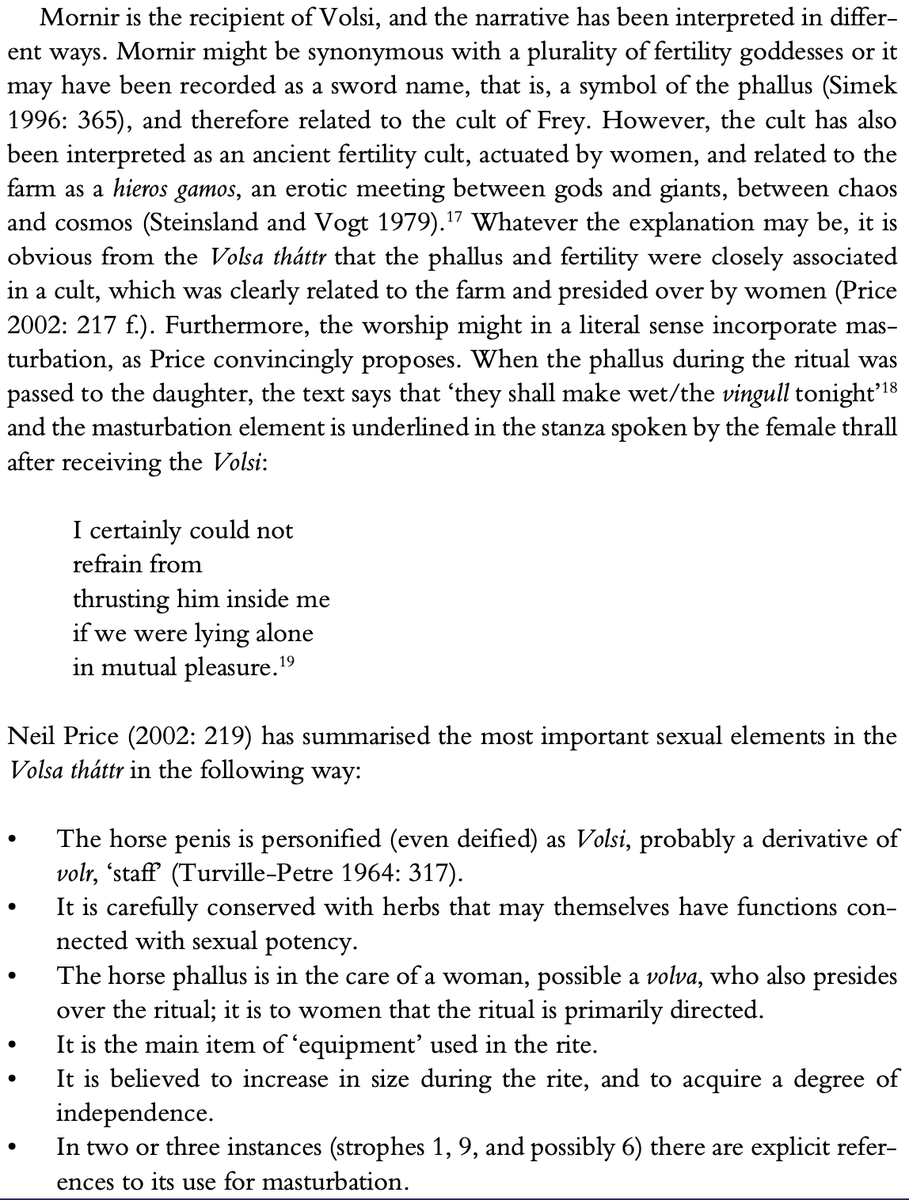 Mornir is the recipient of Volsi, and the narrative has been interpreted in differ-
ent ways. Mornir might be synonymous with a plurality of fertility goddesses or it
may have been recorded as a sword name, that is, a symbol of the phallus (Simek
1996: 365), and therefore related to the cult of Frey. However, the cult has also
been interpreted as an ancient fertility cult, actuated by women, and related to the
farm as a hieros gamos, an erotic meeting between gods and giants, between chaos
and cosmos (Steinsland and Vogt 1979).17 Whatever the explanation may be, it is
obvious from the Volsa tháttr that the phallus and fertility were closely associated
in a cult, which was clearly related to the farm and presided over by women (Price
2002: 217 f.). Furthermore, the worship might in a literal sense incorporate mas-
turbation, as Price convincingly proposes. When the phallus during the ritual was
passed to the daughter, the text says that ‘they shall make wet/the vingull tonight’18
and the masturbation element is underlined in the stanza spoken by the female thrall
after receiving the Volsi:
I certainly could not
refrain from
thrusting him inside me
if we were lying alone
in mutual pleasure.19
Neil Price (2002: 219) has summarised the most important sexual elements in the
Volsa tháttr in the following way:
• The horse penis is personified (even deified) as Volsi, probably a derivative of
volr, ‘staff’ (Turville-Petre 1964: 317).
• It is carefully conserved with herbs that may themselves have functions con-
nected with sexual potency.
• The horse phallus is in the care of a woman, possible a volva, who also presides
over the ritual; it is to women that the ritual is primarily directed.
• It is the main item of ‘equipment’ used in the rite.
• It is believed to increase in size during the rite, and to acquire a degree of
independence.
• In two or three instances (strophes 1, 9, and possibly 6) there are explicit refer-
ences to its use for masturbation.